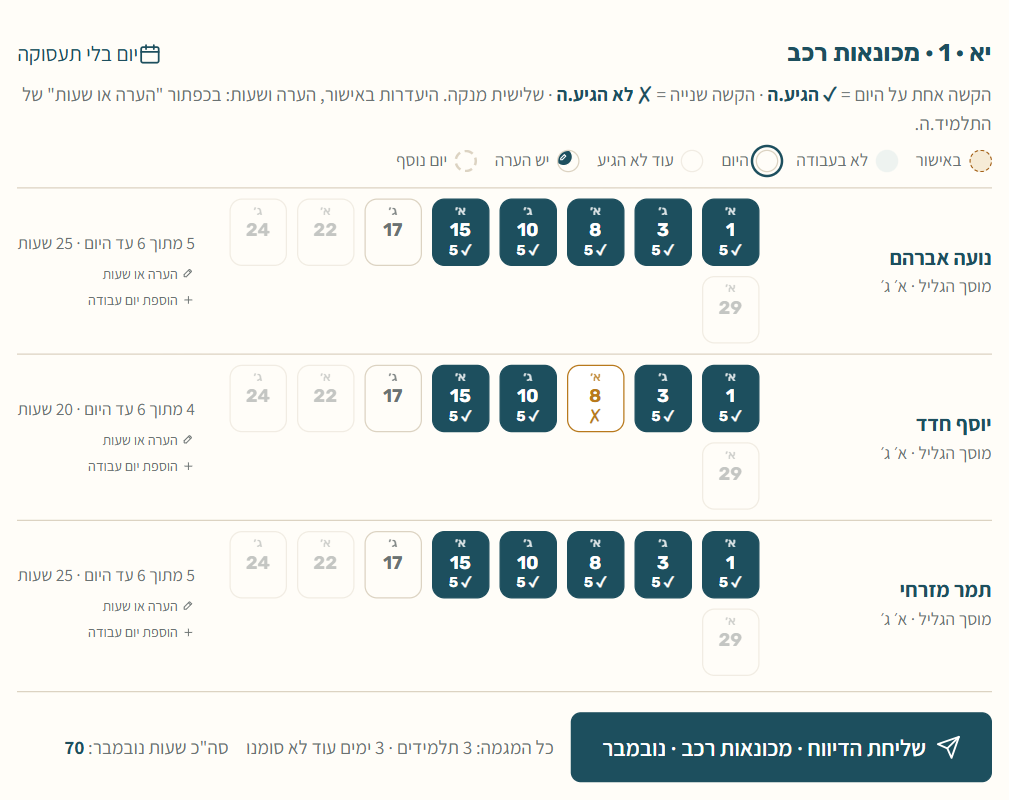 יא · 1 · מכונאות רכב
יום בלי תעסוקה
הקשה אחת על היום = ✓ הגיע.ה · הקשה שנייה = ✗ לא הגיע.ה · שלישית מנקה. היעדרות באישור, הערה ושעות: בכפתור "הערה או שעות" של
התלמיד.ה.
באישור לא בעבודה היום עוד לא הגיע יש הערה יום נוסף
נועה אברהם
מוסך הגליל · א׳ ג׳
א׳ ג׳ א׳ ג׳ א׳ ג׳ א׳ ג׳
1 3 8 10 15 17 22 24
✓ 5 ✓ 5 ✓ 5 ✓ 5 ✓ 5
א׳
29
5 מתוך 6 עד היום · 25 שעות
הערה או שעות
+ הוספת יום עבודה
יוסף חדד
מוסך הגליל · א׳ ג׳
א׳ ג׳ א׳ ג׳ א׳ ג׳ א׳ ג׳
1 3 8 10 15 17 22 24
✓ 5 ✓ 5 ✗ ✓ 5 ✓ 5
א׳
29
4 מתוך 6 עד היום · 20 שעות
הערה או שעות
+ הוספת יום עבודה
תמר מזרחי
מוסך הגליל · א׳ ג׳
א׳ ג׳ א׳ ג׳ א׳ ג׳ א׳ ג׳
1 3 8 10 15 17 22 24
✓ 5 ✓ 5 ✓ 5 ✓ 5 ✓ 5
א׳
29
5 מתוך 6 עד היום · 25 שעות
הערה או שעות
+ הוספת יום עבודה
שליחת הדיווח · מכונאות רכב · נובמבר
כל המגמה: 3 תלמידים · 3 ימים עוד לא סומנו
סה"כ שעות נובמבר: 70